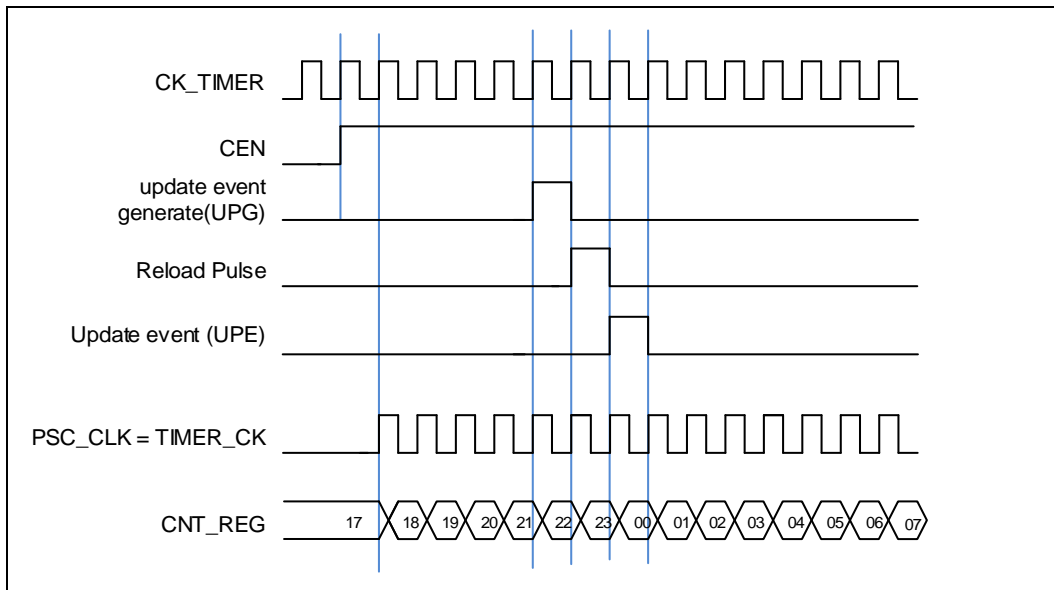 CK_TIMER
CEN
update event
generate(UPG)
Reload Pulse
Update event (UPE)
PSC_CLK = TIMER_CK
CNT_REG 17 18 19 20 21 22 23 00 01 02 03 04 05 06 07